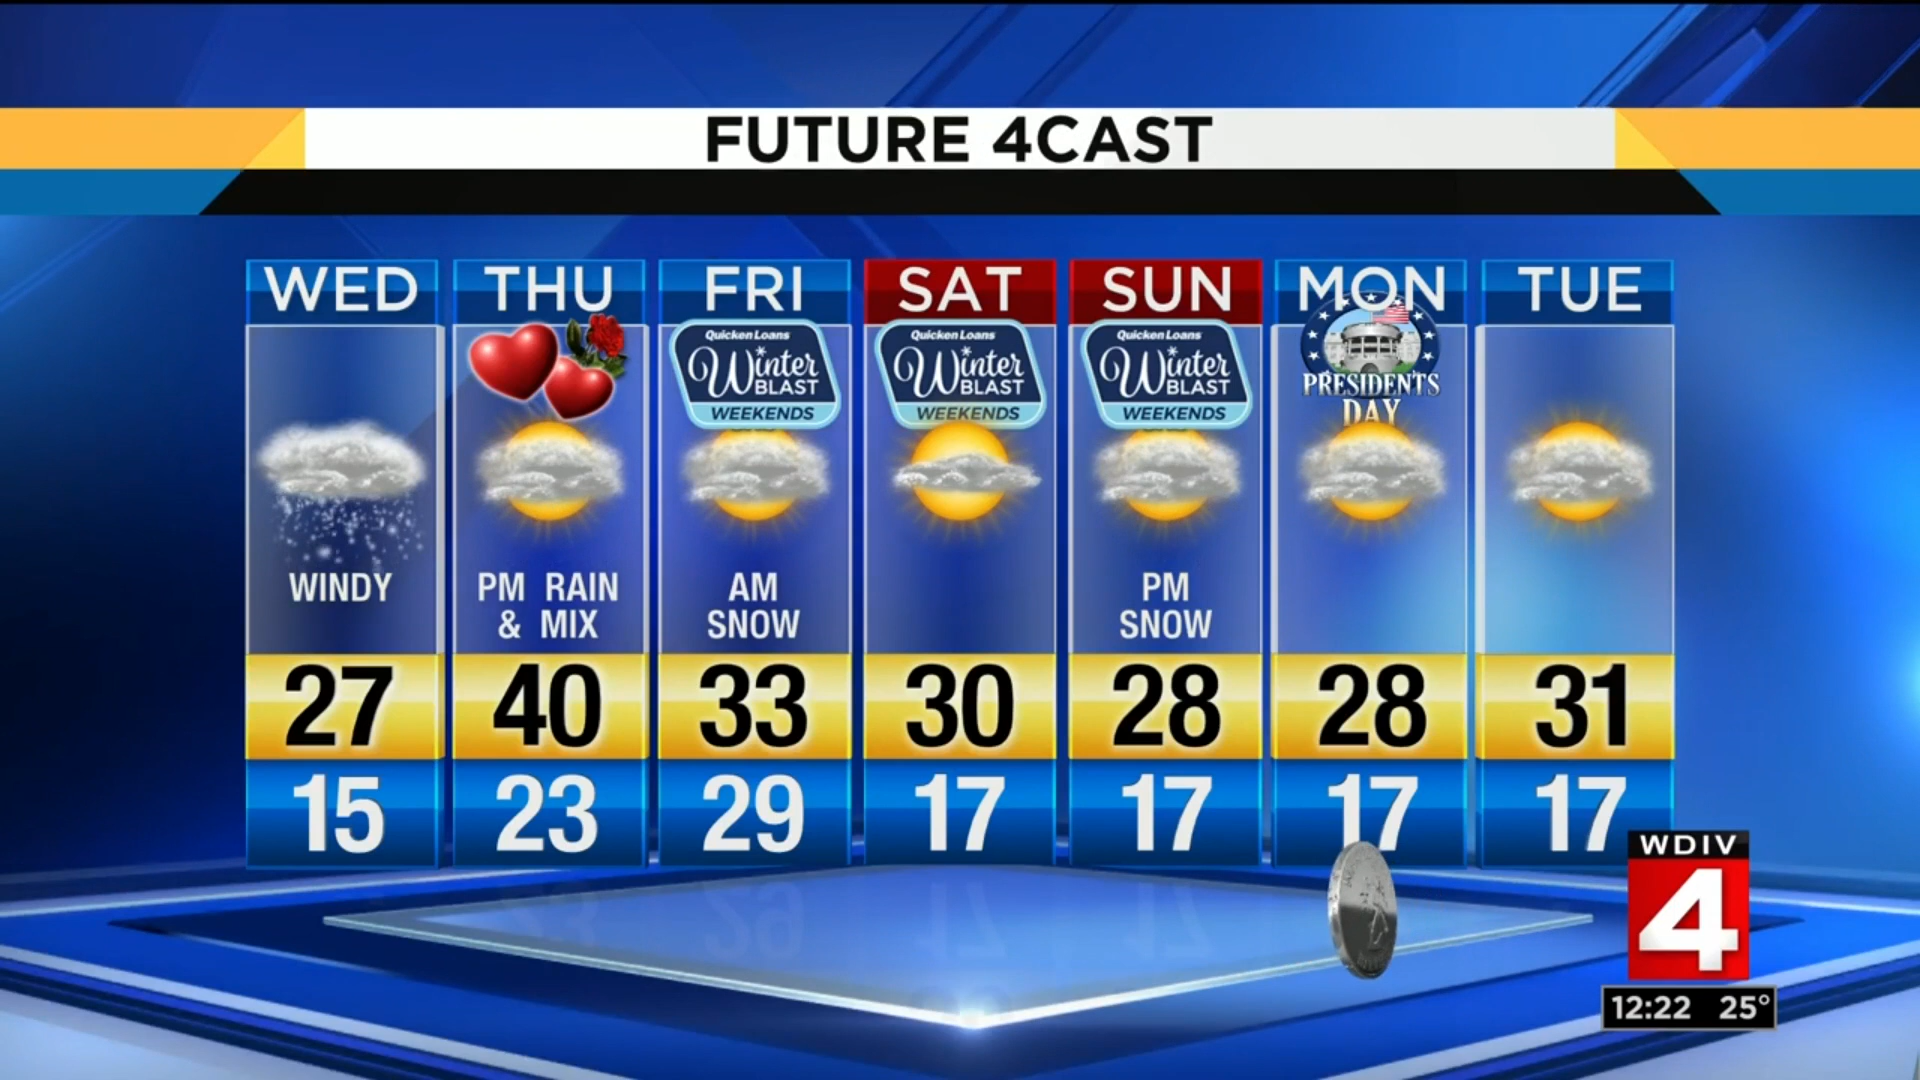 FUTURE 4CAST
WED THU FRI SAT SUN MON TUE
Quicken Loans
Winter
BLAST
WEEKENDS
Quicken Loans
Winter
BLAST
WEEKENDS
Quicken Loans
Winter
BLAST
WEEKENDS
PRESIDENTS
DAY
WINDY
PM RAIN
& MIX
AM
SNOW
PM
SNOW
27 40 33 30 28 28 31
15 23 29 17 17 17 17
WDIV
4
12:22 25°